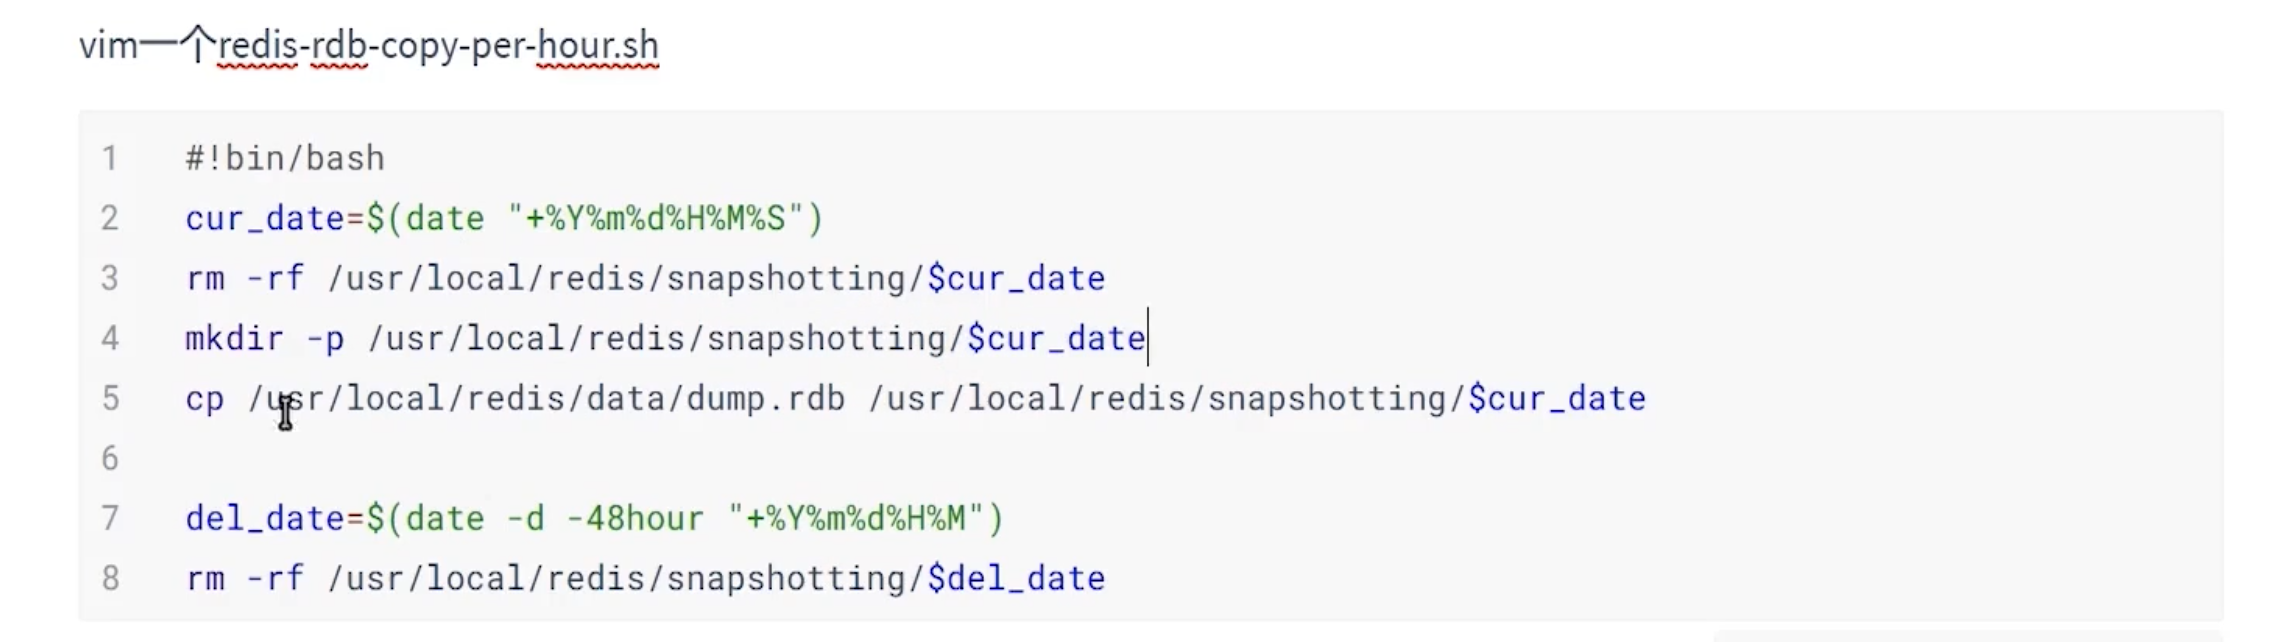 vim一个redis-rdb-copy-per-hour.sh
1 #!bin/bash
2 cur_date=$(date "+%Y%m%d%H%M%S")
3 rm -rf /usr/local/redis/snapshotting/$cur_date
4 mkdir -p /usr/local/redis/snapshotting/$cur_date
5 cp /usr/local/redis/data/dump.rdb /usr/local/redis/snapshotting/$cur_date
6
7 del_date=$(date -d -48hour "+%Y%m%d%H%M")
8 rm -rf /usr/local/redis/snapshotting/$del_date